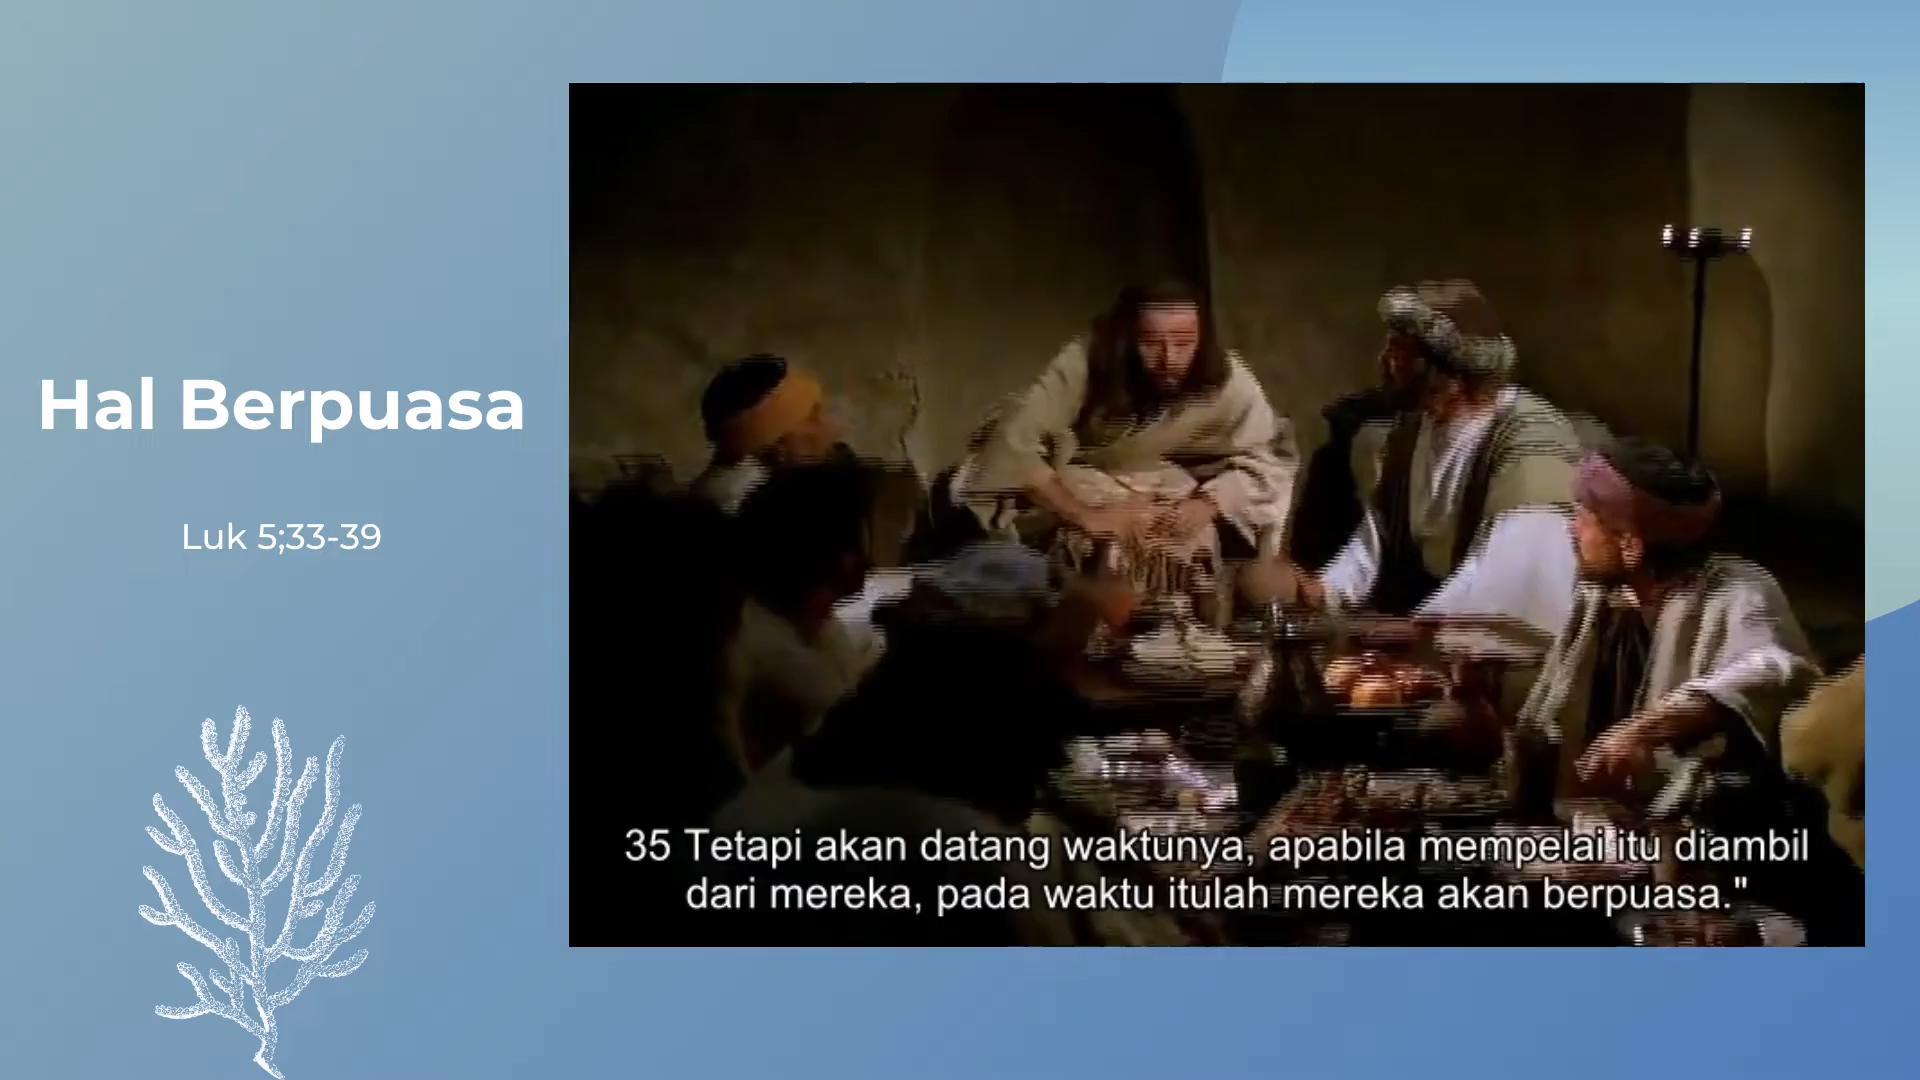 Hal Berpuasa
Luk 5;33-39
35 Tetapi akan datang waktunya, apabila mempelai itu diambil
dari mereka, pada waktu itulah mereka akan berpuasa."